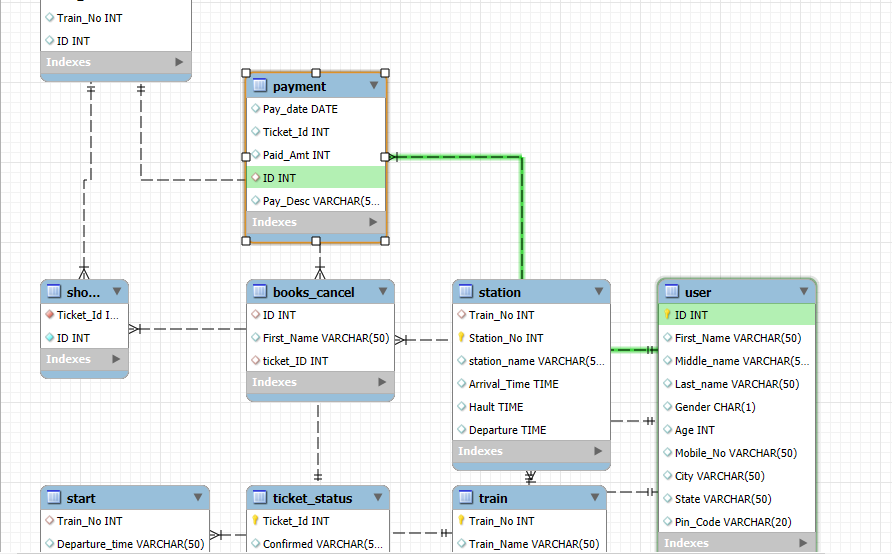 Train_No INT
ID INT
Indexes
payment
Pay_date DATE
Ticket_Id INT
Paid_Amt INT
ID INT
Pay_Desc VARCHAR(5...
Indexes
sho...
Ticket_Id I...
ID INT
Indexes
books_cancel
ID INT
First_Name VARCHAR(50)
ticket_ID INT
Indexes
station
Train_No INT
Station_No INT
station_name VARCHAR(5...
Arrival_Time TIME
Hault TIME
Departure TIME
Indexes
user
ID INT
First_Name VARCHAR(50)
Middle_name VARCHAR(5...
Last_name VARCHAR(50)
Gender CHAR(1)
Age INT
Mobile_No VARCHAR(50)
City VARCHAR(50)
State VARCHAR(50)
Pin_Code VARCHAR(20)
Indexes
start
Train_No INT
Departure_time VARCHAR(50)
ticket_status
Ticket_Id INT
Confirmed VARCHAR(5...
train
Train_No INT
Train_Name VARCHAR(50)